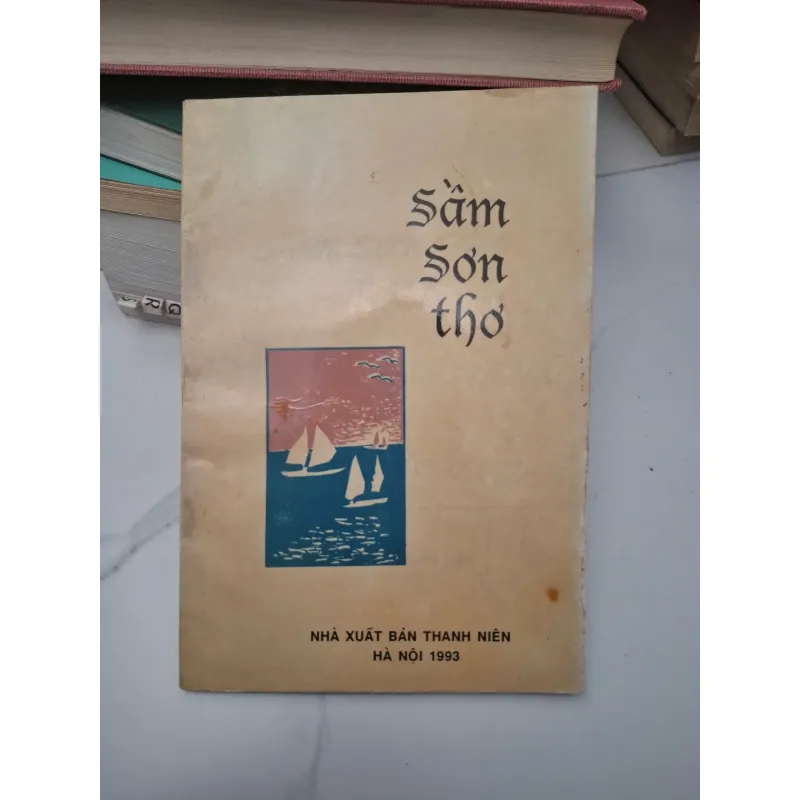 Sầm
Sơn
thơ
NHÀ XUẤT BẢN THANH NIÊN
HÀ NỘI 1993